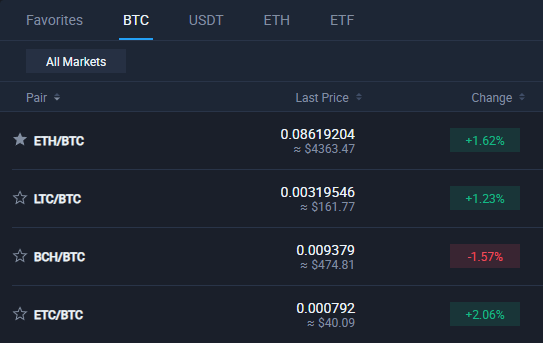 Favorites BTC USDT ETH ETF
All Markets
Pair Last Price Change
ETH/BTC 0.08619204 +1.62%
≈ $4363.47
LTC/BTC 0.00319546 +1.23%
≈ $161.77
BCH/BTC 0.009379 -1.57%
≈ $474.81
ETC/BTC 0.000792 +2.06%
≈ $40.09